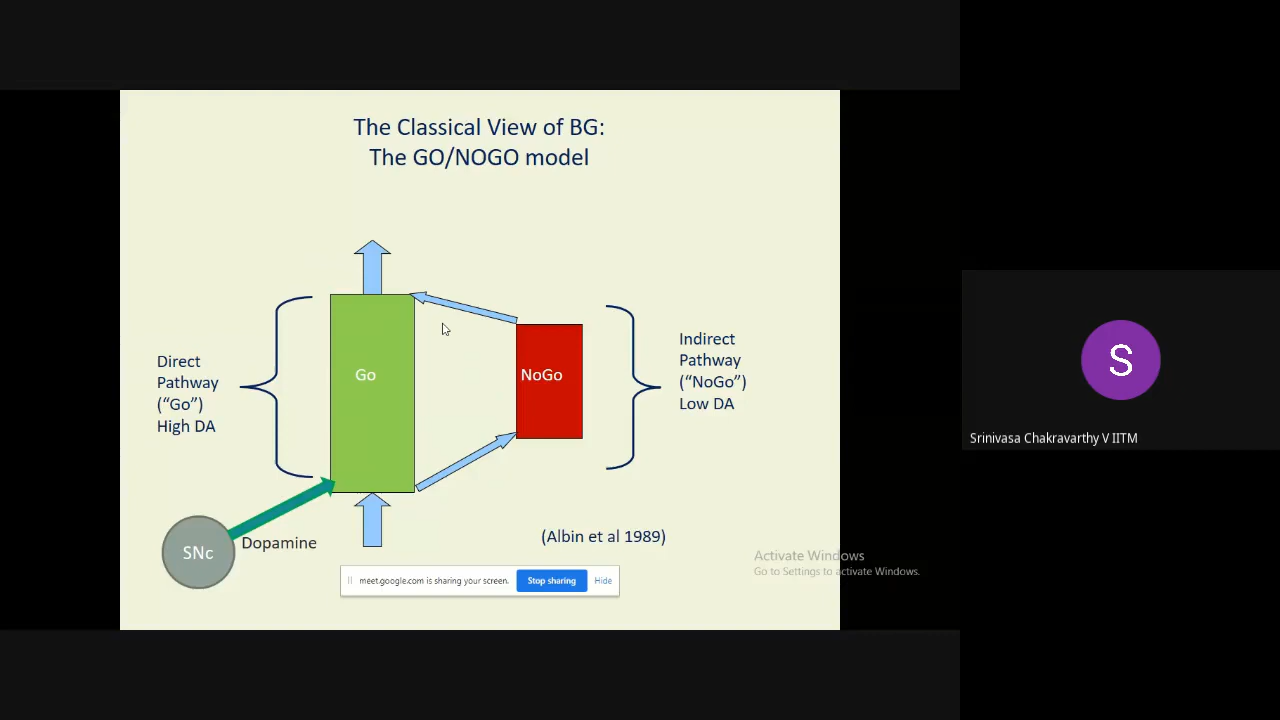 The Classical View of BG:
The GO/NOGO model
Direct
Pathway
(“Go”)
High DA
Go
NoGo
Indirect
Pathway
(“NoGo”)
Low DA
SNc
Dopamine
(Albin et al 1989)
meet.google.com is sharing your screen.
Stop sharing
Hide
Activate Windows
Go to Settings to activate Windows.
S
Srinivasa Chakravarthy V IITM